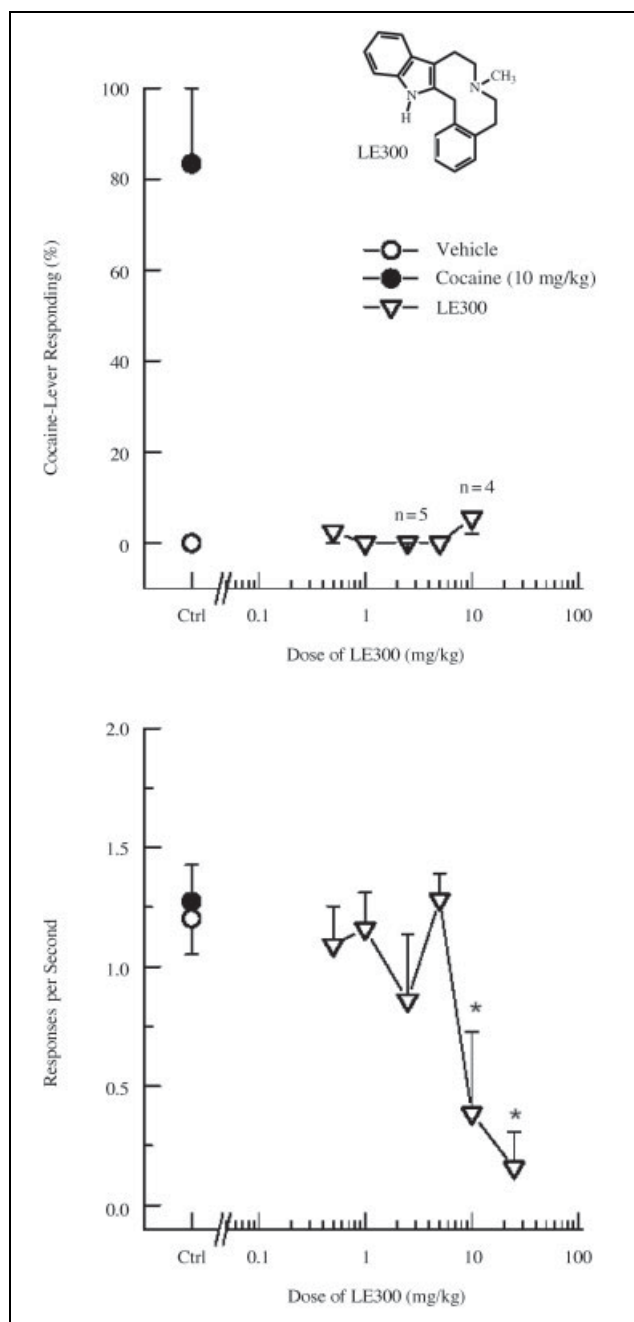 100
80
60
40
20
0
Cocaine-Lever Responding (%)
N
H
N
CH3
LE300
Vehicle
Cocaine (10 mg/kg)
LE300
n=5
n=4
Ctrl
0.1
1
10
100
Dose of LE300 (mg/kg)
2.0
1.5
1.0
0.5
0.0
Responses per Second
*
*
Ctrl
0.1
1
10
100
Dose of LE300 (mg/kg)